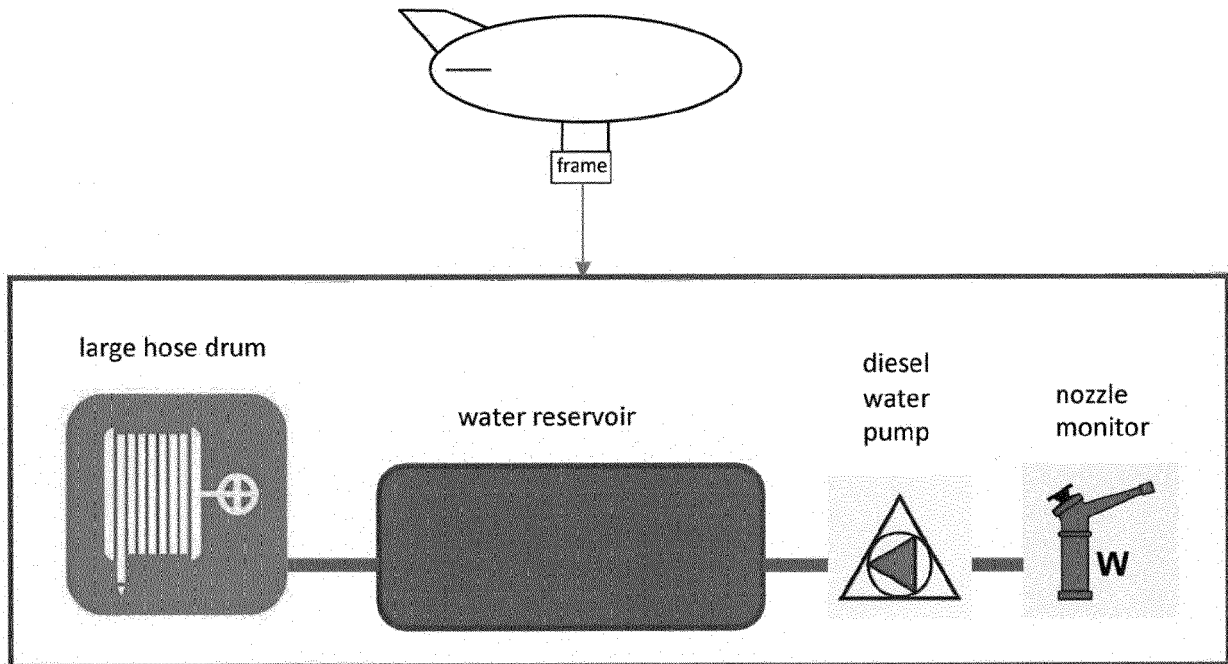 frame
large hose drum
water reservoir
diesel
water
pump
nozzle
monitor
W